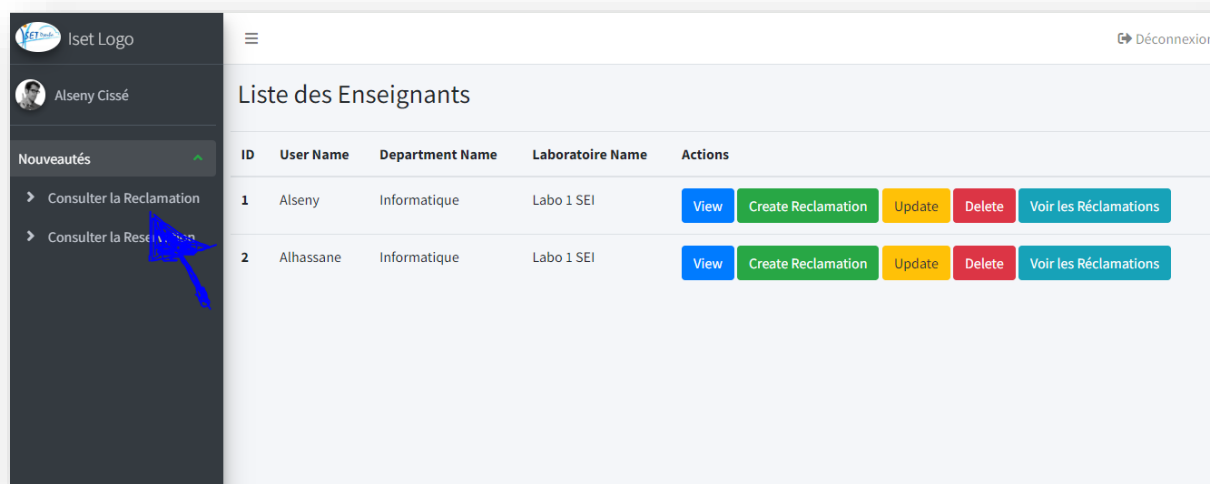 Iset Logo
Déconnexion
Alseny Cissé
Liste des Enseignants
Nouveautés
Consulter la Reclamation
Consulter la
ID User Name Department Name Laboratoire Name Actions
1 Alseny Informatique Labo 1 SEI View Create Reclamation Update Delete Voir les Réclamations
2 Alhassane Informatique Labo 1 SEI View Create Reclamation Update Delete Voir les Réclamations